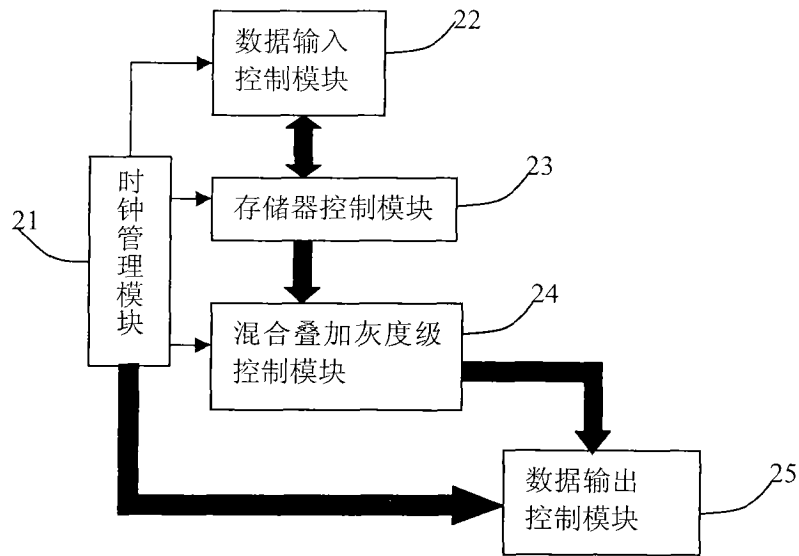 数据输入
控制模块
22
存储器控制模块
23
时钟管理模块
21
混合叠加灰度级
控制模块
24
数据输出
控制模块
25